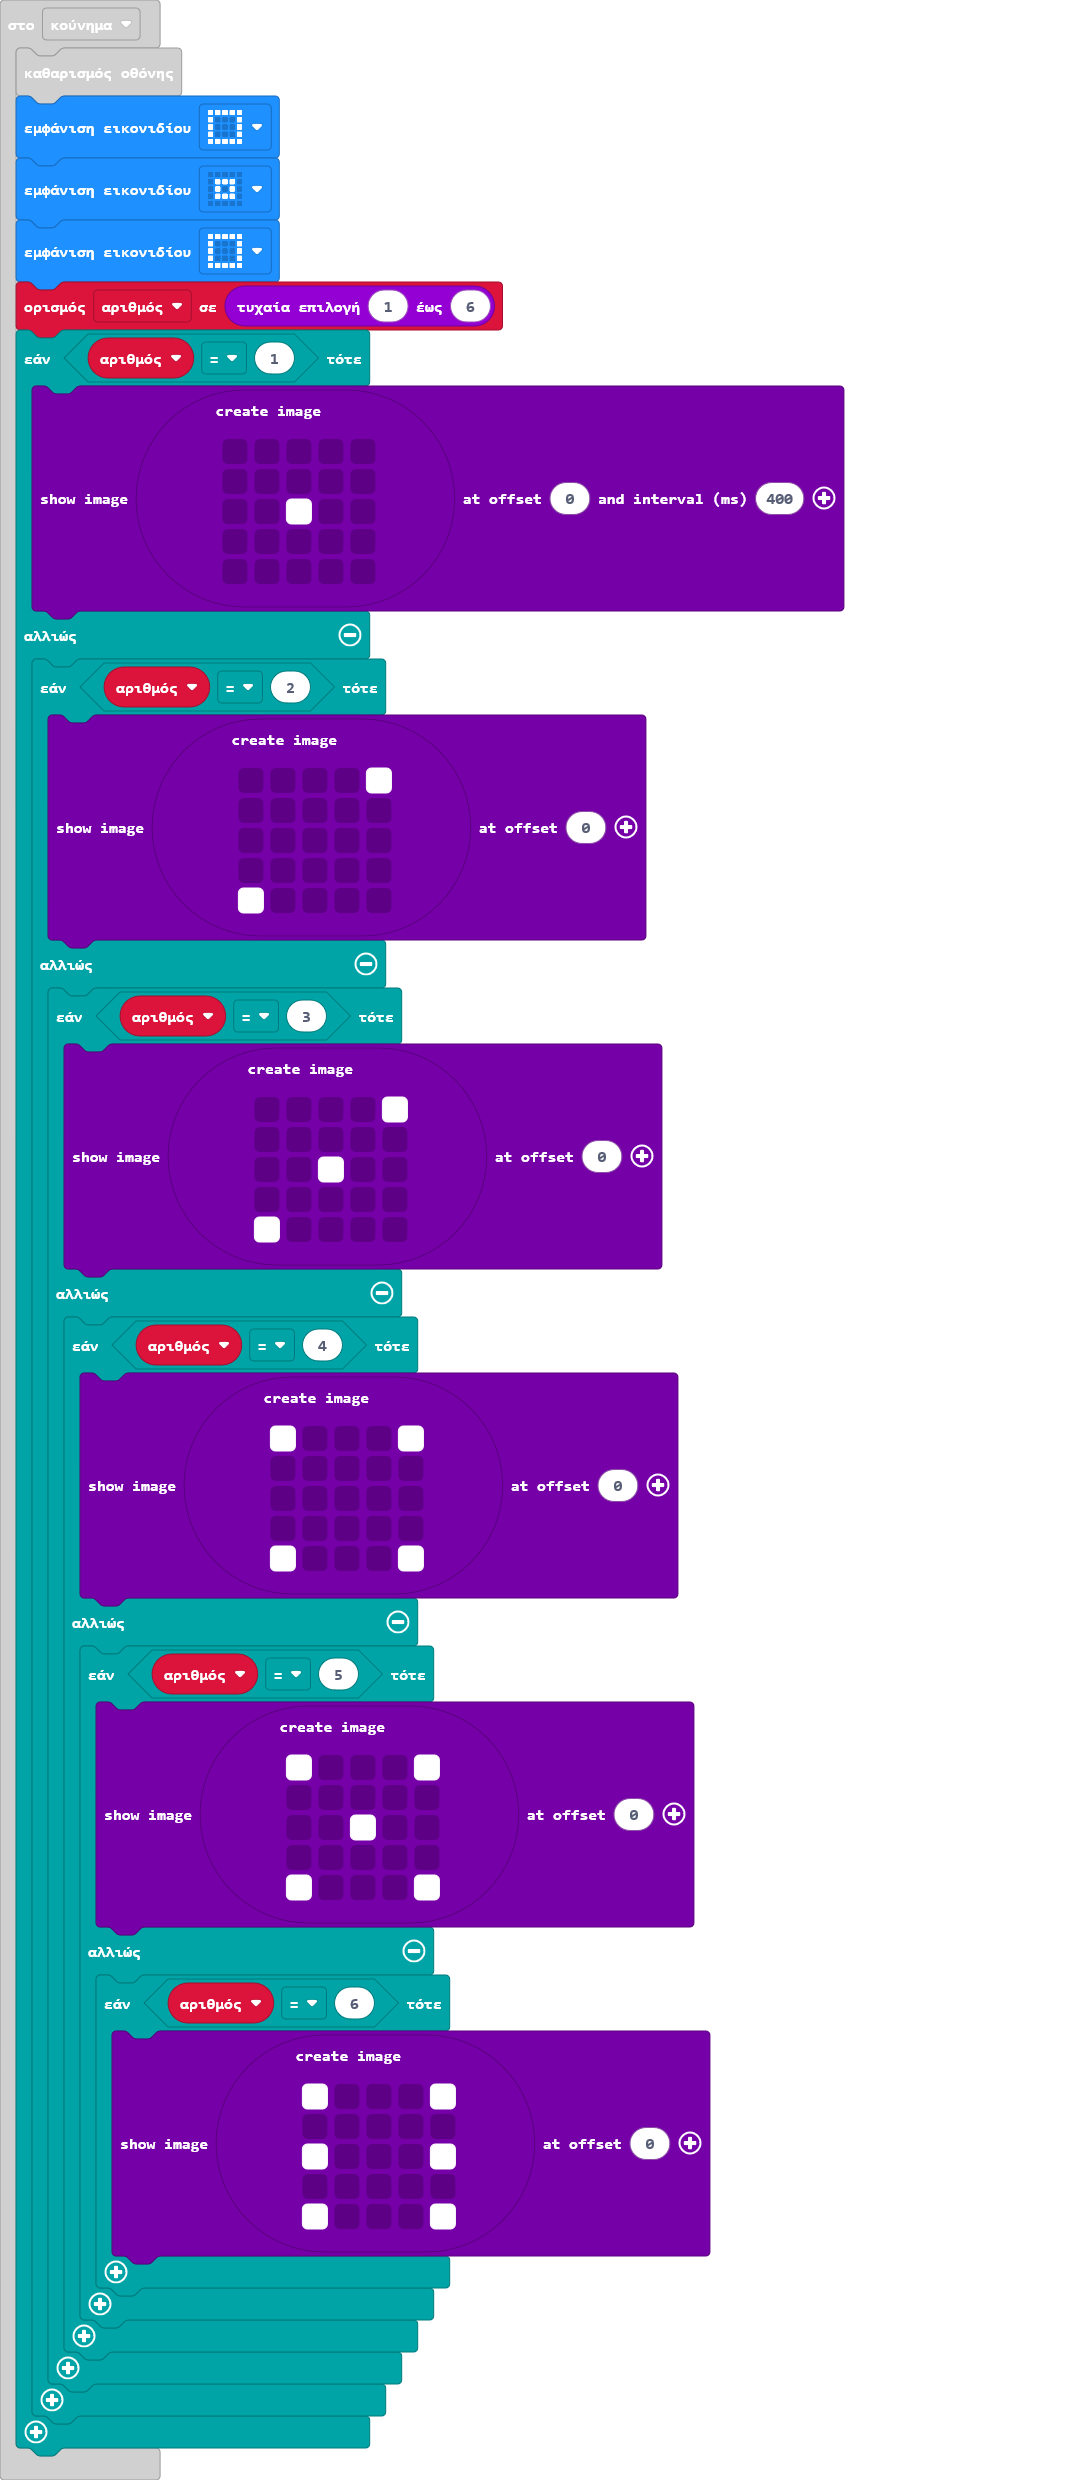 στο κούνημα
καθαρισμός οθόνης
εμφάνιση εικονιδίου
εμφάνιση εικονιδίου
εμφάνιση εικονιδίου
ορισμός αριθμός σε τυχαία επιλογή 1 έως 6
εάν αριθμός = 1 τότε
create image
show image at offset 0 and interval (ms) 400
αλλιώς
εάν αριθμός = 2 τότε
create image
show image at offset 0
αλλιώς
εάν αριθμός = 3 τότε
create image
show image at offset 0
αλλιώς
εάν αριθμός = 4 τότε
create image
show image at offset 0
αλλιώς
εάν αριθμός = 5 τότε
create image
show image at offset 0
αλλιώς
εάν αριθμός = 6 τότε
create image
show image at offset 0